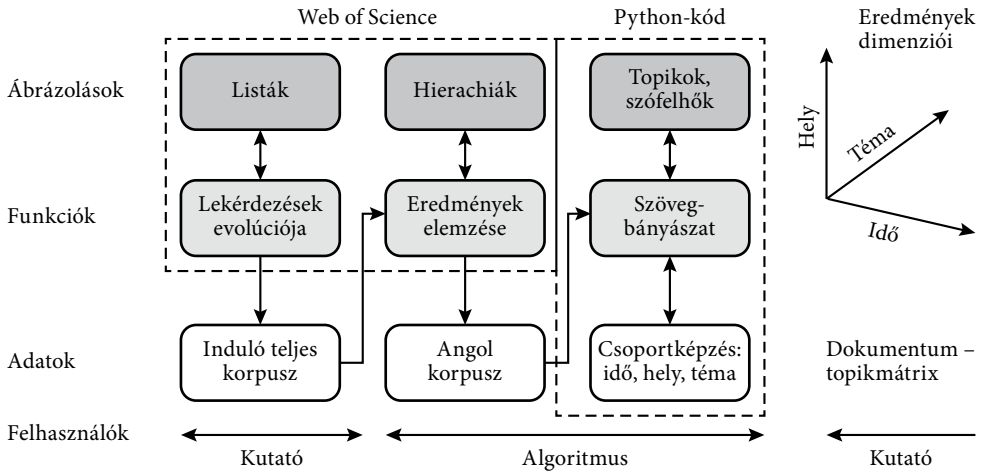 Web of Science
Python-kód
Eredmények
dimenziói
Ábrázolások
Listák
Hierachiák
Topikok,
szófelhők
Hely
Téma
Idő
Funkciók
Lekérdezések
evolúciója
Eredmények
elemzése
Szöveg-
bányászat
Adatok
Induló teljes
korpusz
Angol
korpusz
Csoportképzés:
idő, hely, téma
Dokumentum –
topikmátrix
Felhasználók
Kutató
Algoritmus
Kutató